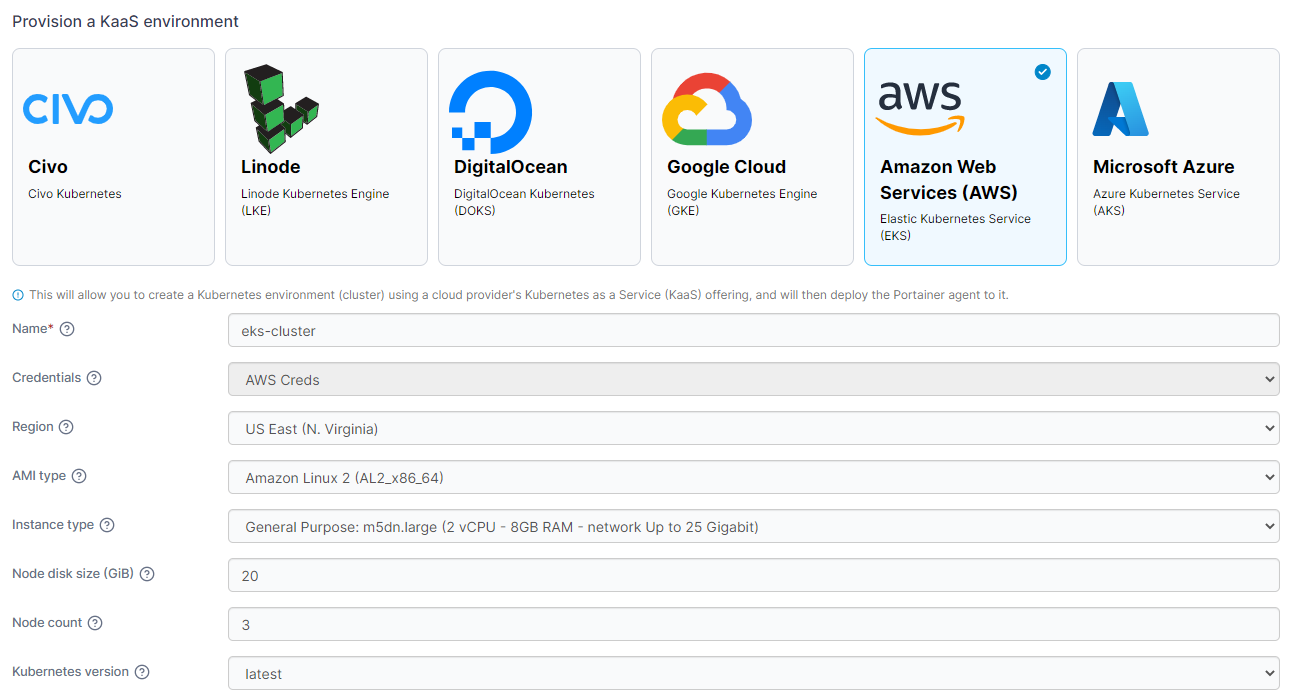 Provision a KaaS environment
CIVO
Civo
Civo Kubernetes
Linode
Linode Kubernetes Engine
(LKE)
DigitalOcean
DigitalOcean Kubernetes
(DOKS)
Google Cloud
Google Kubernetes Engine
(GKE)
aws
Amazon Web
Services (AWS)
Elastic Kubernetes Service
(EKS)
Microsoft Azure
Azure Kubernetes Service
(AKS)
This will allow you to create a Kubernetes environment (cluster) using a cloud provider's Kubernetes as a Service (KaaS) offering, and will then deploy the Portainer agent to it.
Name* eks-cluster
Credentials AWS Creds
Region US East (N. Virginia)
AMI type Amazon Linux 2 (AL2_x86_64)
Instance type General Purpose: m5dn.large (2 vCPU - 8GB RAM - network Up to 25 Gigabit)
Node disk size (GiB) 20
Node count 3
Kubernetes version latest